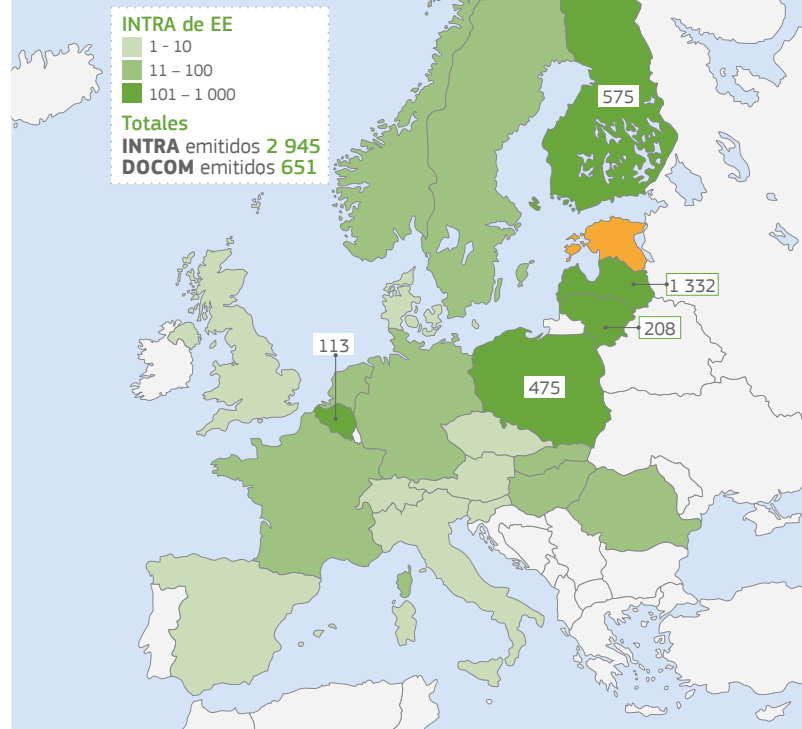 INTRA de EE
1 - 10
11 – 100
101 – 1 000
Totales
INTRA emitidos 2 945
DOCOM emitidos 651
575
1 332
208
113
475